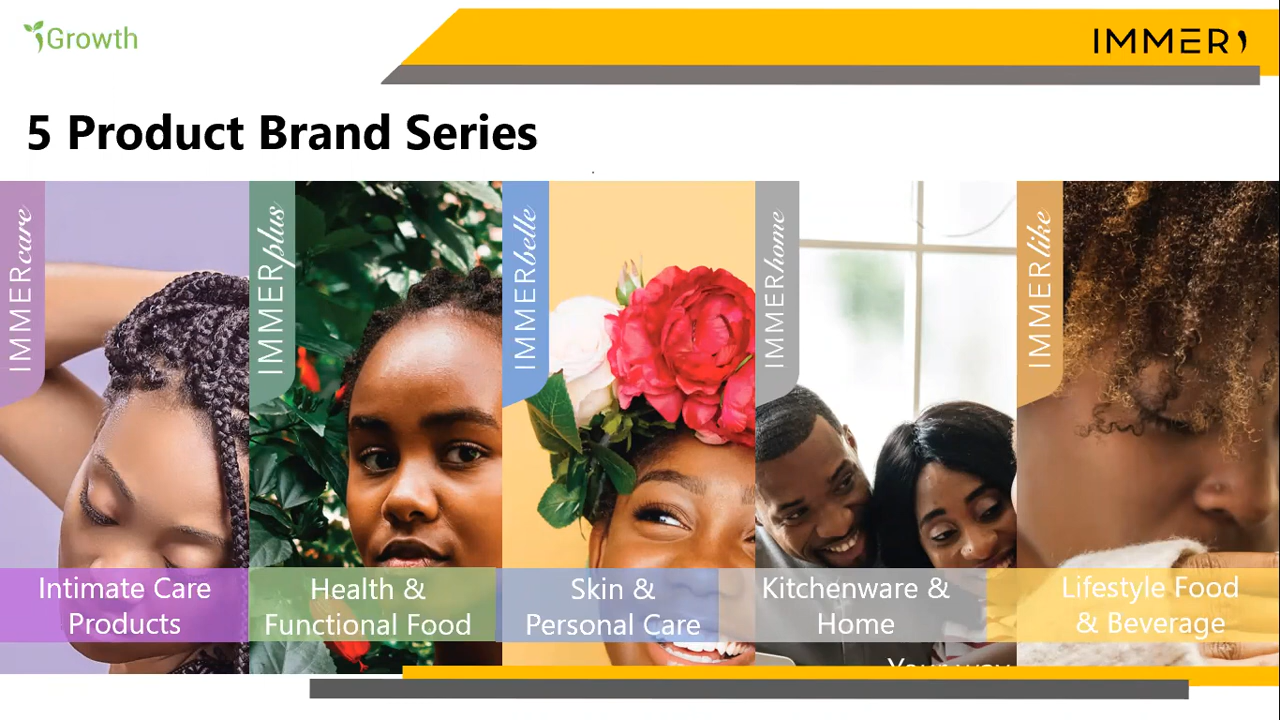 iGrowth
IMMER
5 Product Brand Series
IMMERcare
IMMERplus
IMMERbelle
IMMERhome
IMMERlike
Intimate Care
Products
Health &
Functional Food
Skin &
Personal Care
Kitchenware &
Home
Lifestyle Food
& Beverage